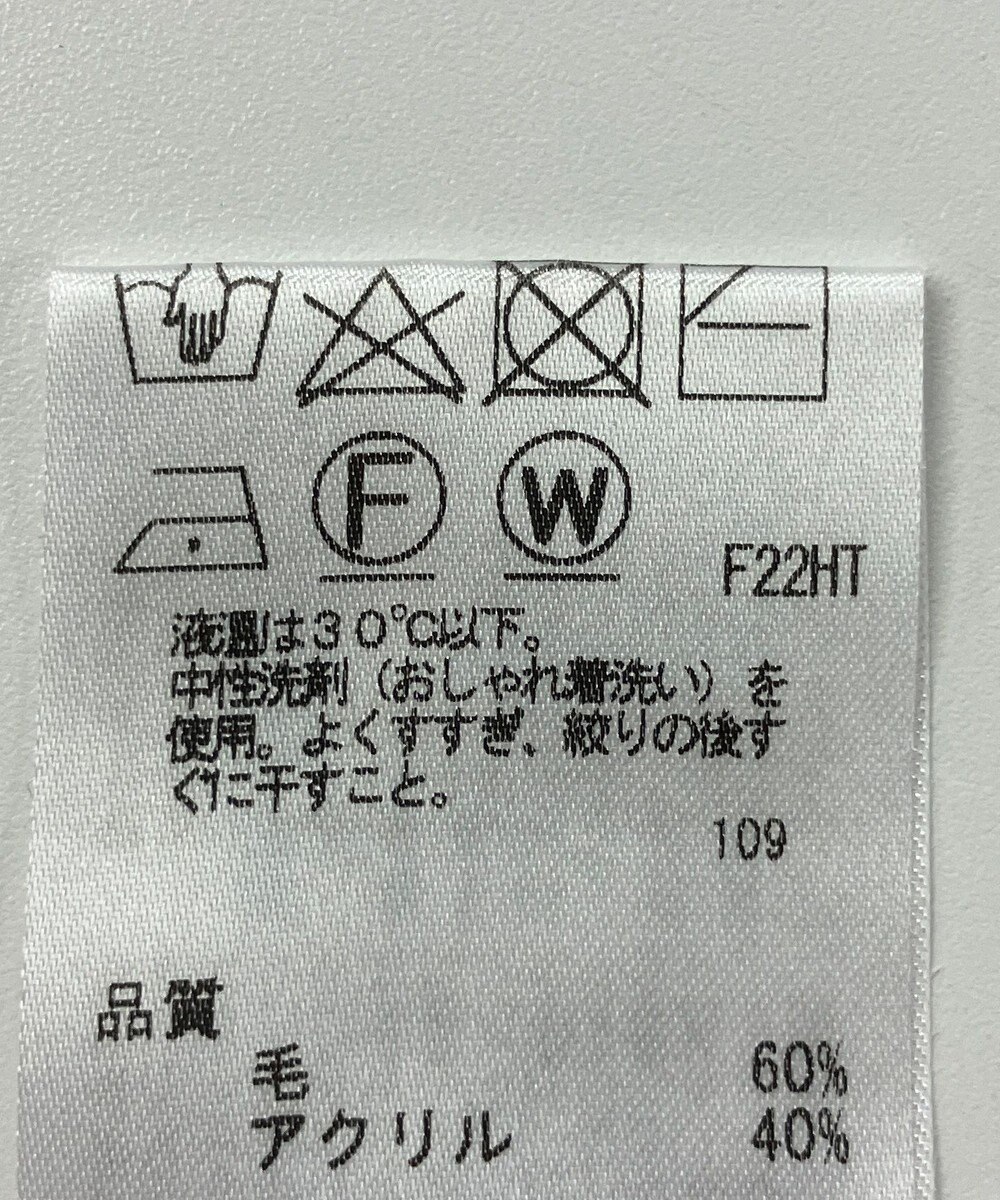 F W
F22HT
液温は30℃以下。
中性洗剤（おしゃれ着洗い）を
使用。よくすすぎ、絞りの後す
ぐに干すこと。
109
品質
毛 60%
アクリル 40%